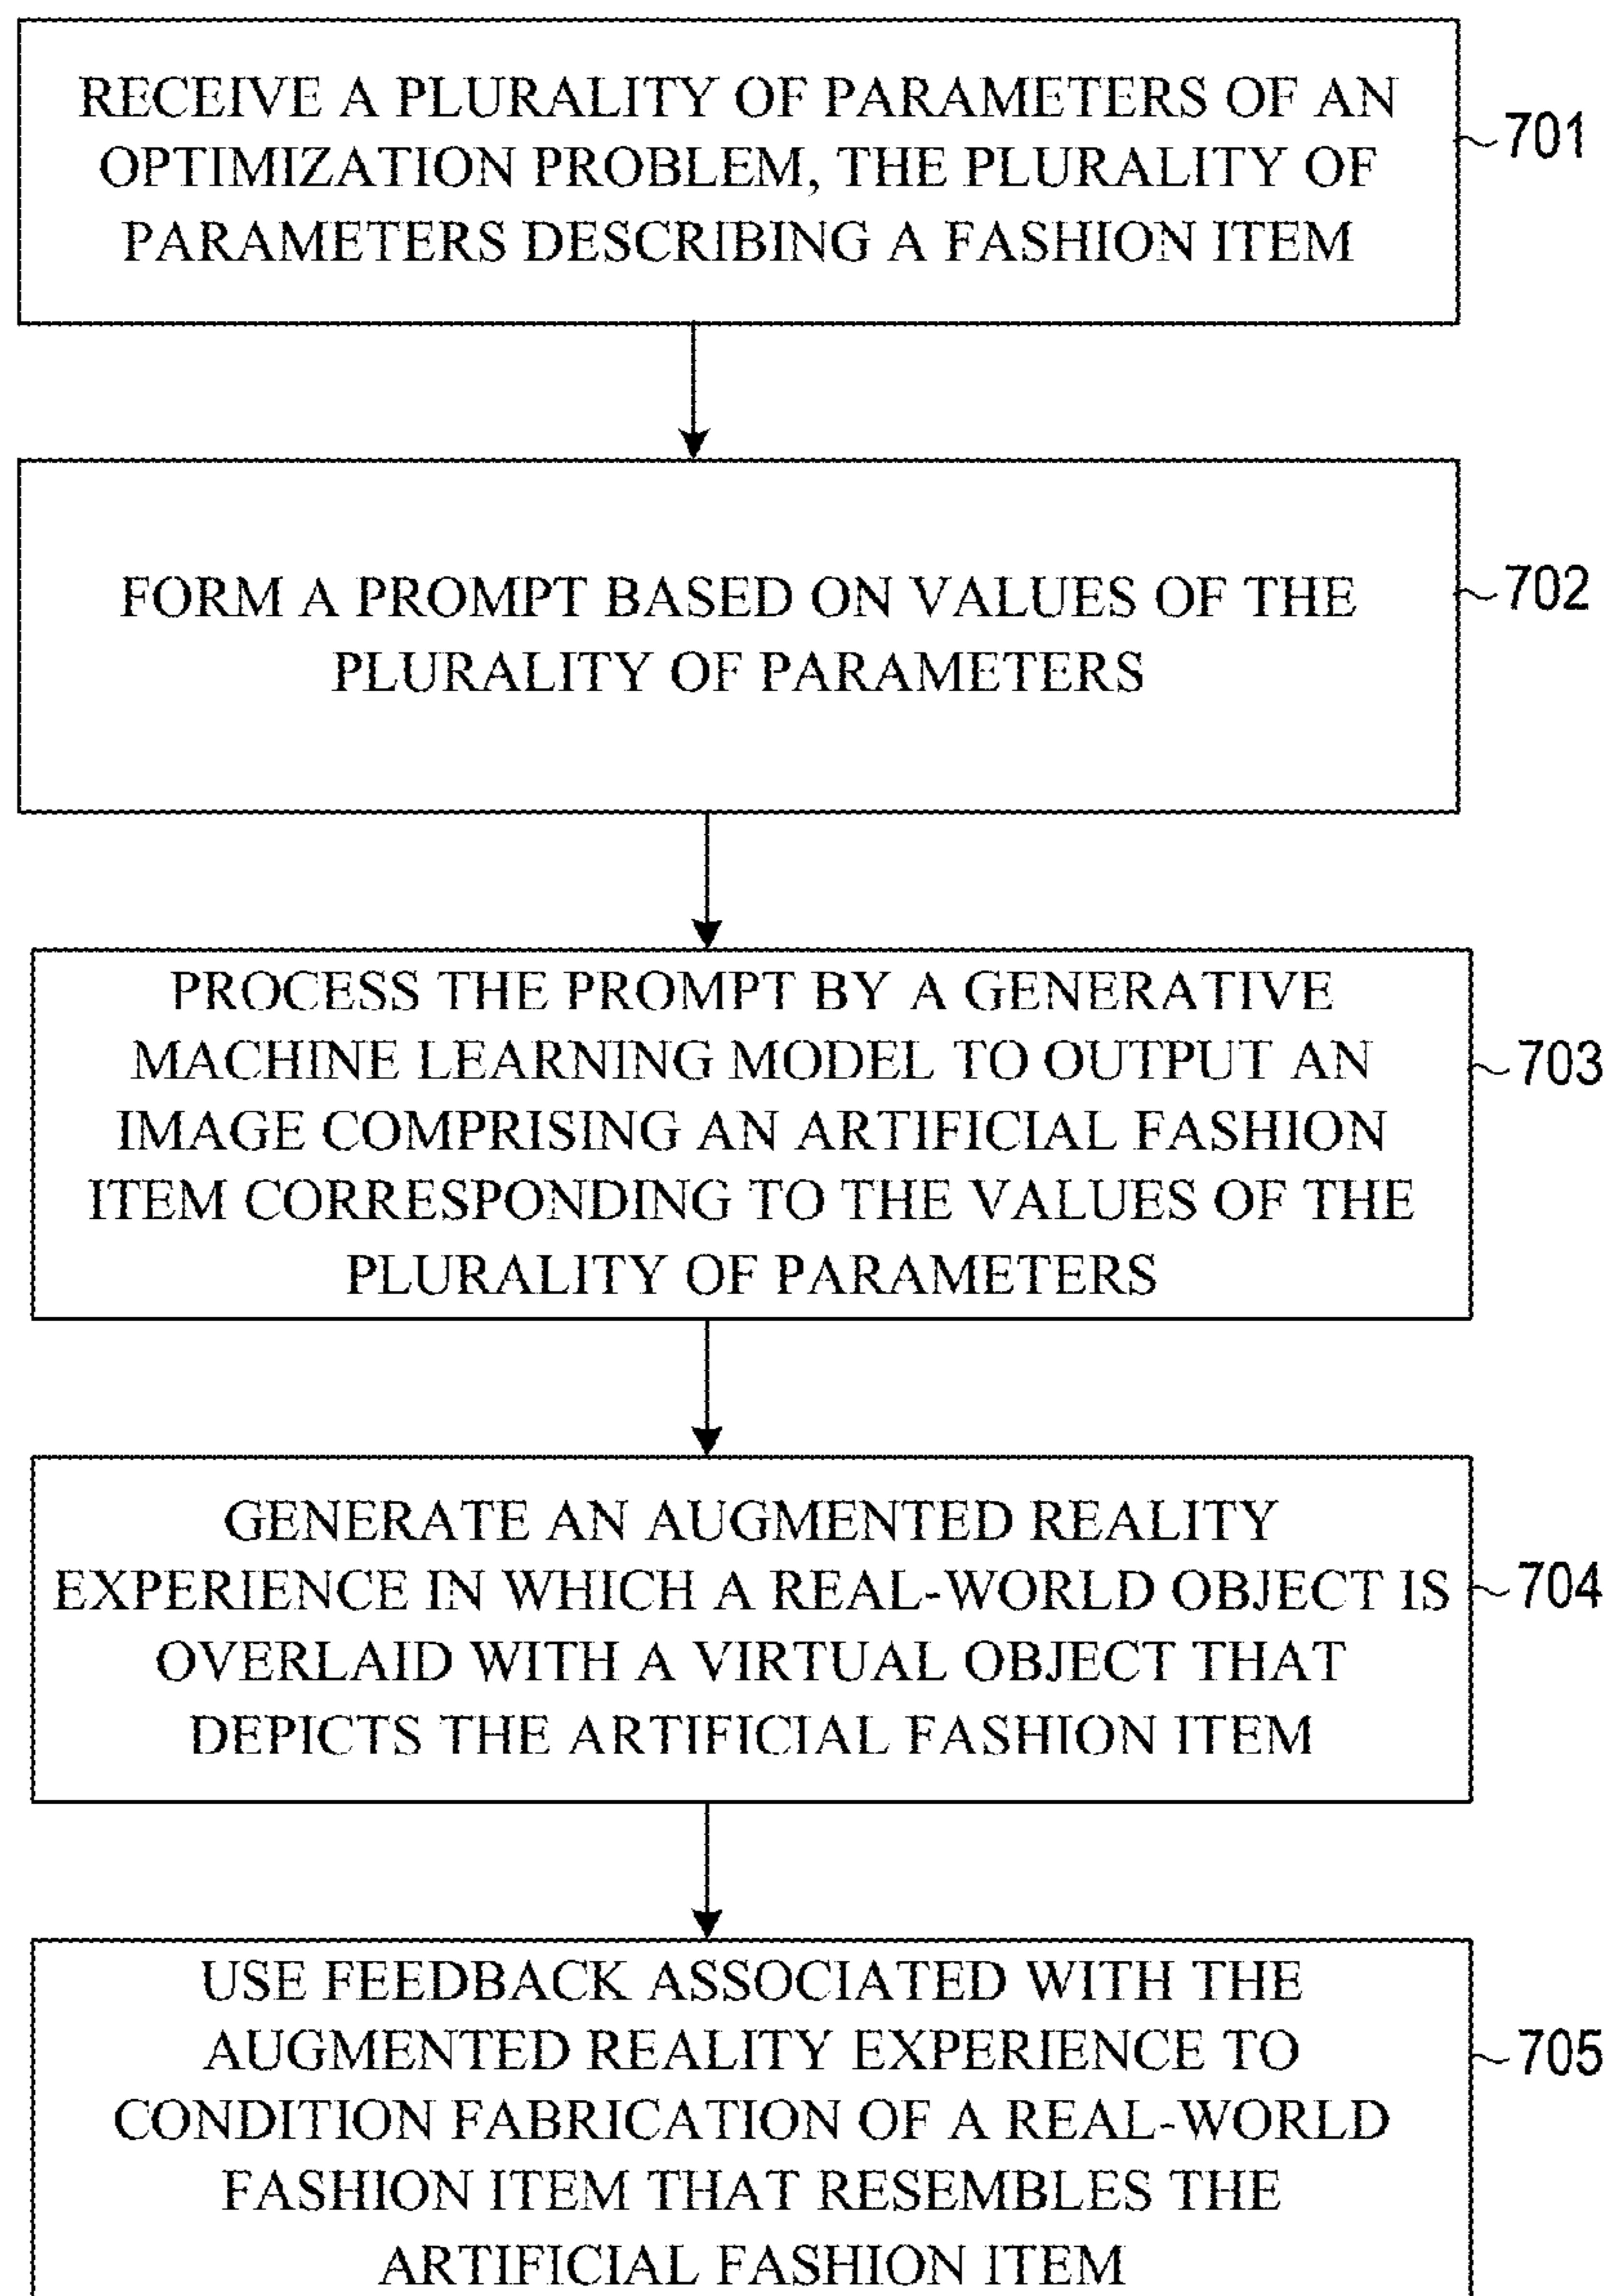 RECEIVE A PLURALITY OF PARAMETERS OF AN
OPTIMIZATION PROBLEM, THE PLURALITY OF
PARAMETERS DESCRIBING A FASHION ITEM
701
FORM A PROMPT BASED ON VALUES OF THE
PLURALITY OF PARAMETERS
702
PROCESS THE PROMPT BY A GENERATIVE
MACHINE LEARNING MODEL TO OUTPUT AN
IMAGE COMPRISING AN ARTIFICIAL FASHION
ITEM CORRESPONDING TO THE VALUES OF THE
PLURALITY OF PARAMETERS
703
GENERATE AN AUGMENTED REALITY
EXPERIENCE IN WHICH A REAL-WORLD OBJECT IS
OVERLAID WITH A VIRTUAL OBJECT THAT
DEPICTS THE ARTIFICIAL FASHION ITEM
704
USE FEEDBACK ASSOCIATED WITH THE
AUGMENTED REALITY EXPERIENCE TO
CONDITION FABRICATION OF A REAL-WORLD
FASHION ITEM THAT RESEMBLES THE
ARTIFICIAL FASHION ITEM
705